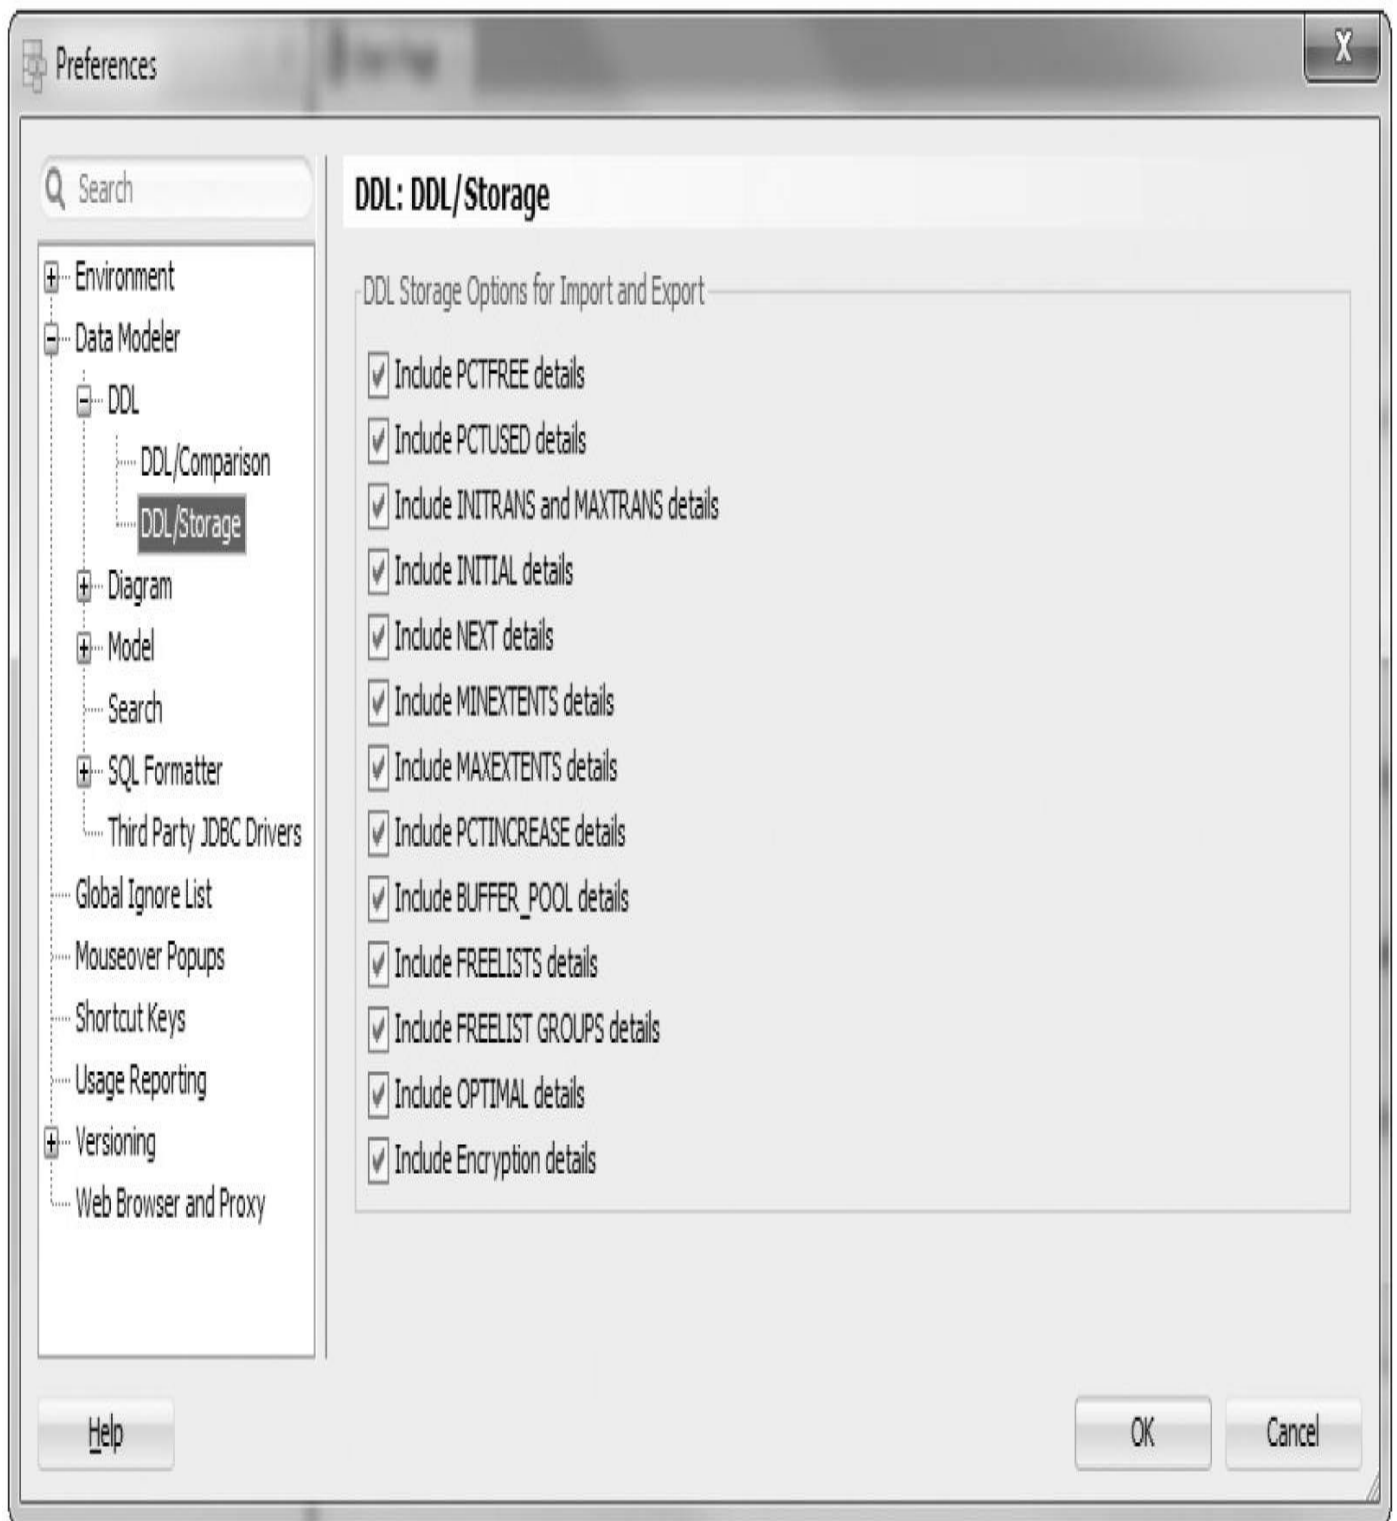 Preferences
X
Search
Environment
Data Modeler
DDL
DDL/Comparison
DDL/Storage
Diagram
Model
Search
SQL Formatter
Third Party JDBC Drivers
Global Ignore List
Mouseover Popups
Shortcut Keys
Usage Reporting
Versioning
Web Browser and Proxy
DDL: DDL/Storage
DDL Storage Options for Import and Export
Include PCTFREE details
Include PCTUSED details
Include INITRANS and MAXTRANS details
Include INITIAL details
Include NEXT details
Include MINEXTENTS details
Include MAXEXTENTS details
Include PCTINCREASE details
Include BUFFER_POOL details
Include FREELISTS details
Include FREELIST GROUPS details
Include OPTIMAL details
Include Encryption details
Help
OK
Cancel